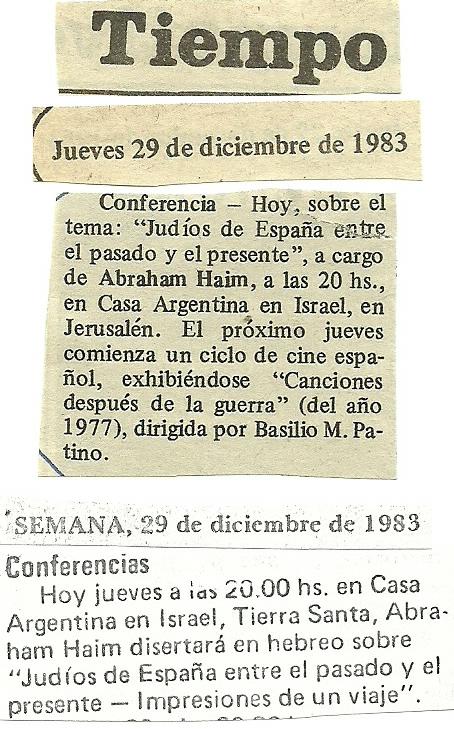 Tiempo
Jueves 29 de diciembre de 1983
Conferencia — Hoy, sobre el
tema: "Judíos de España entre
el pasado y el presente", a cargo
de Abraham Haim, a las 20 hs.,
en Casa Argentina en Israel, en
Jerusalén. El próximo jueves
comienza un ciclo de cine espa-
ñol, exhibiéndose "Canciones
después de la guerra" (del año
1977), dirigida por Basilio M. Pa-
tino.
SEMANA, 29 de diciembre de 1983
Conferencias
Hoy jueves a las 20.00 hs. en Casa
Argentina en Israel, Tierra Santa, Abra-
ham Haim disertará en hebreo sobre
"Judíos de España entre el pasado y el
presente — Impresiones de un viaje".